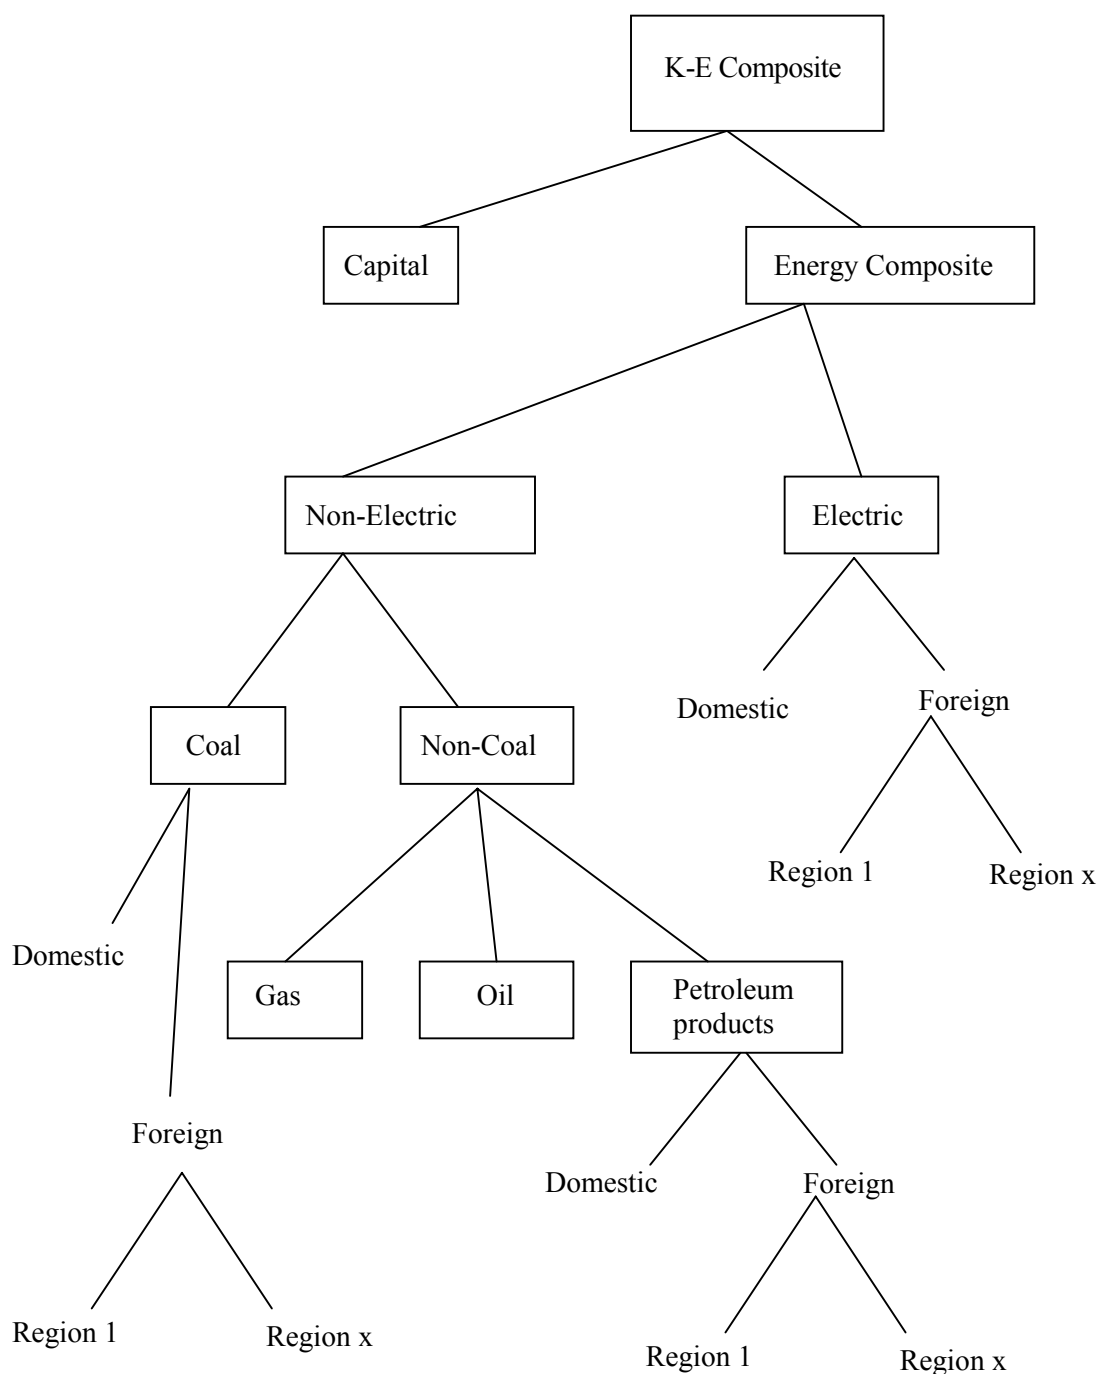 K-E Composite
Capital
Energy Composite
Non-Electric
Electric
Domestic
Foreign
Coal
Non-Coal
Region 1
Region x
Domestic
Gas
Oil
Petroleum
products
Foreign
Domestic
Foreign
Region 1
Region x
Region 1
Region x